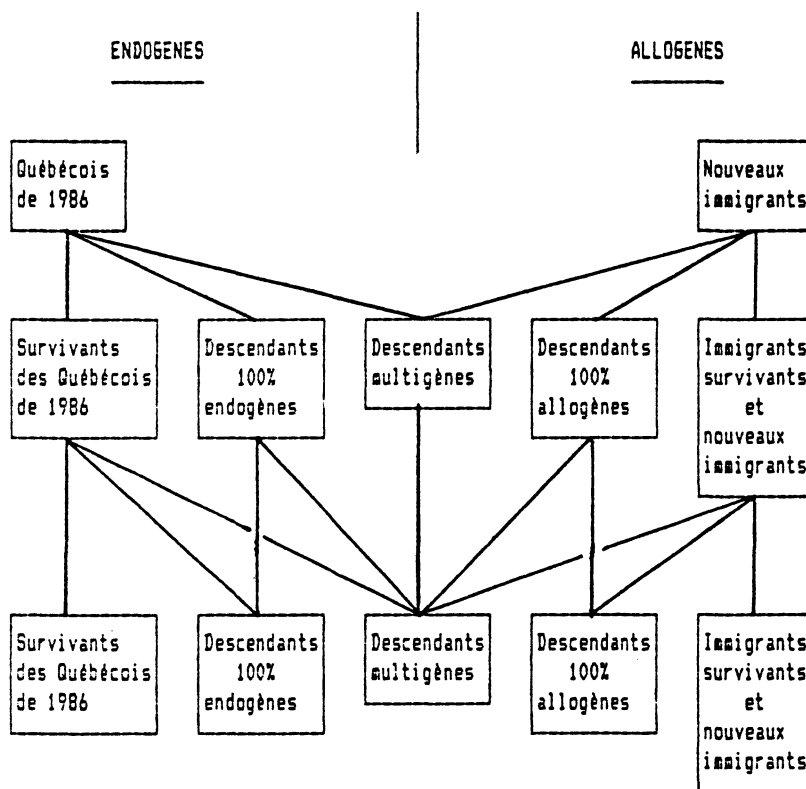 ENDOGENES
ALLOGENES
Québécois
de 1986
Nouveaux
immigrants
Survivants
des Québécois
de 1986
Descendants
100%
endogènes
Descendants
multigènes
Descendants
100%
allogènes
Immigrants
survivants
et
nouveaux
immigrants
Survivants
des Québécois
de 1986
Descendants
100%
endogènes
Descendants
multigènes
Descendants
100%
allogènes
Immigrants
survivants
et
nouveaux
immigrants